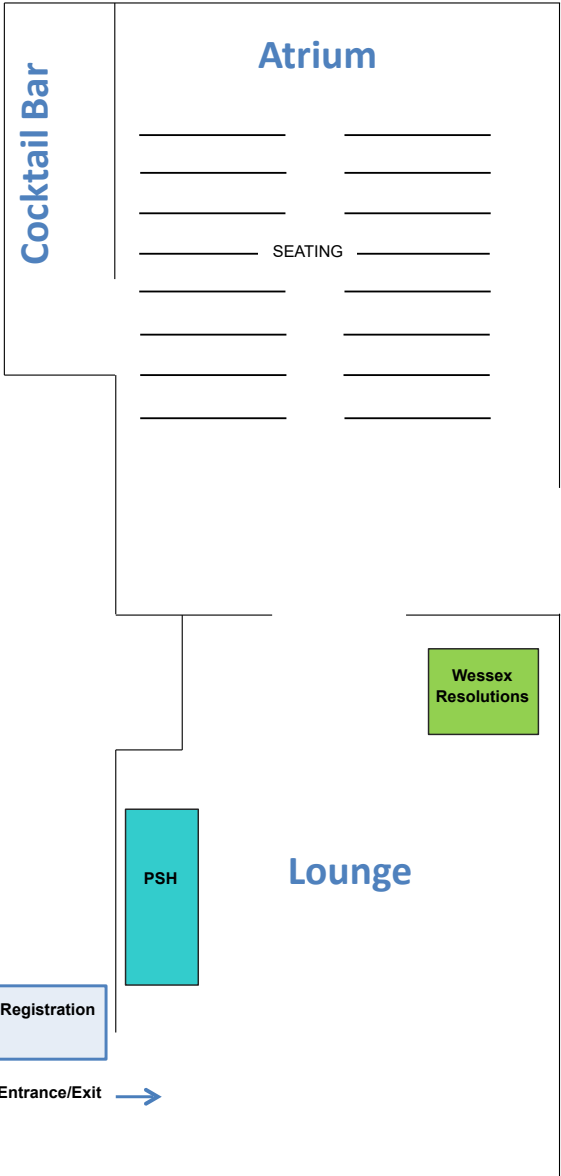 Atrium
Cocktail Bar
SEATING
Wessex
Resolutions
PSH
Lounge
Registration
Entrance/Exit